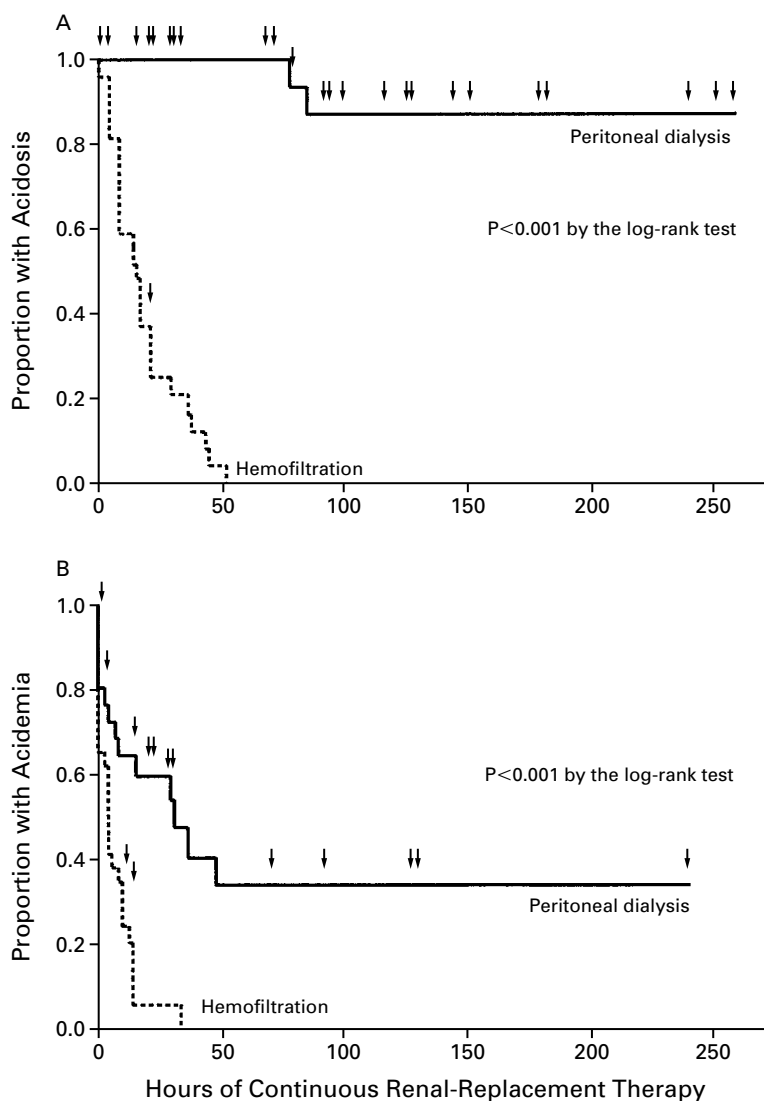 A
Proportion with Acidosis
1.0
0.8
0.6
0.4
0.2
0.0
Peritoneal dialysis
P<0.001 by the log-rank test
Hemofiltration
0 50 100 150 200 250
B
Proportion with Acidemia
1.0
0.8
0.6
0.4
0.2
0.0
P<0.001 by the log-rank test
Peritoneal dialysis
Hemofiltration
0 50 100 150 200 250
Hours of Continuous Renal-Replacement Therapy